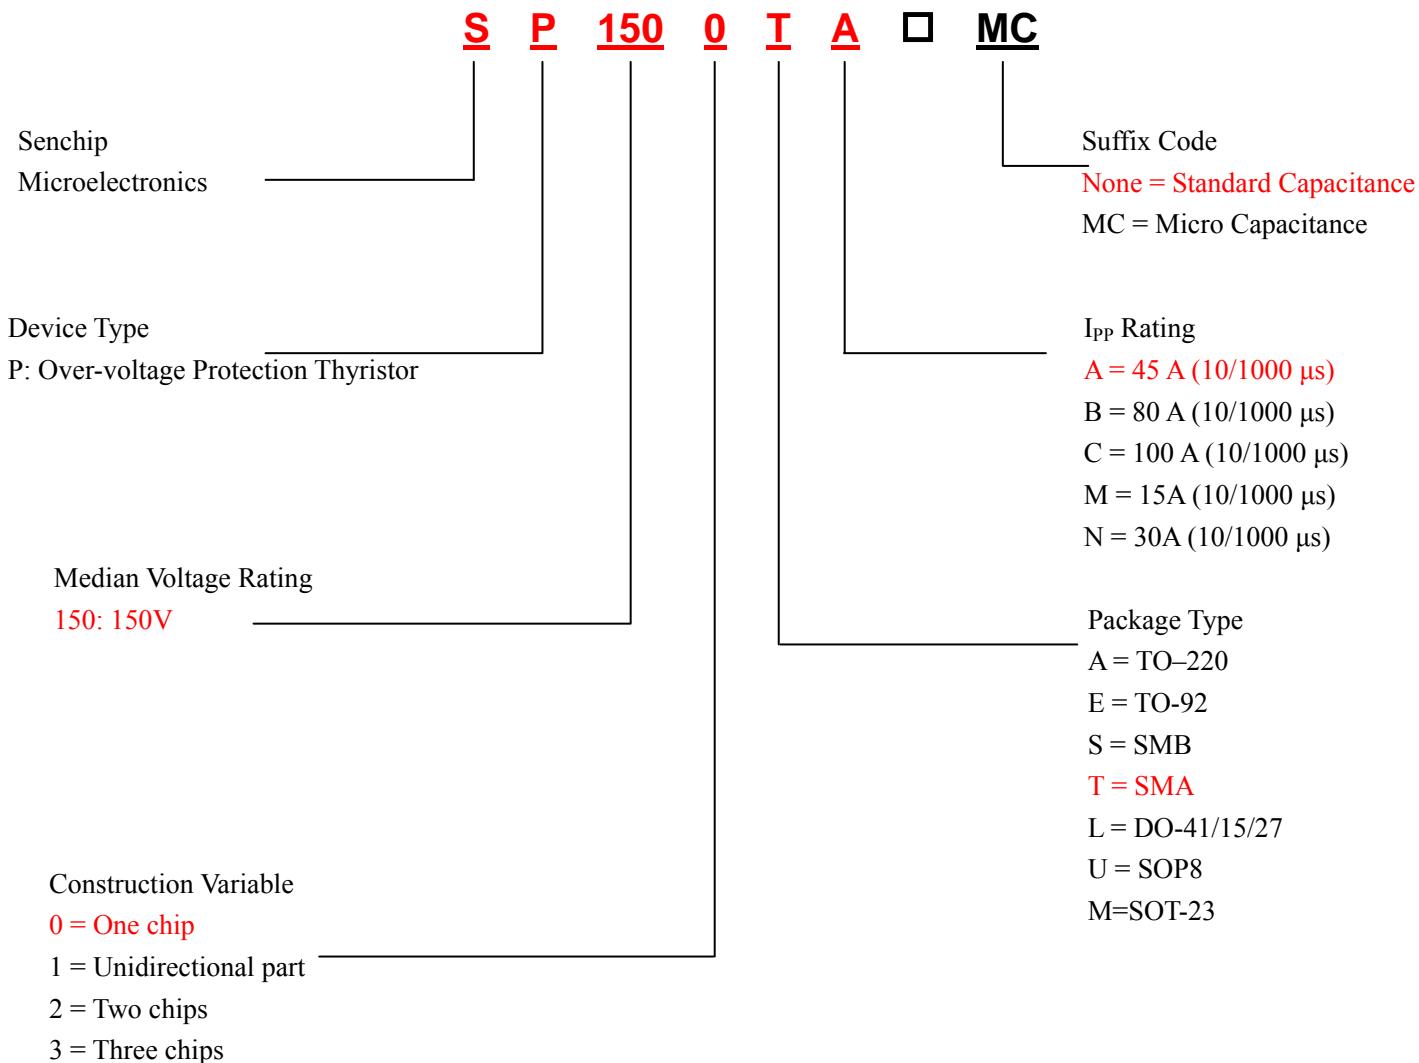 S P 150 0 T A □ MC
Senchip
Microelectronics
Suffix Code
None = Standard Capacitance
MC = Micro Capacitance
Device Type
P: Over-voltage Protection Thyristor
IPP Rating
A = 45 A (10/1000 μs)
B = 80 A (10/1000 μs)
C = 100 A (10/1000 μs)
M = 15A (10/1000 μs)
N = 30A (10/1000 μs)
Median Voltage Rating
150: 150V
Package Type
A = TO–220
E = TO-92
S = SMB
T = SMA
L = DO-41/15/27
U = SOP8
M=SOT-23
Construction Variable
0 = One chip
1 = Unidirectional part
2 = Two chips
3 = Three chips